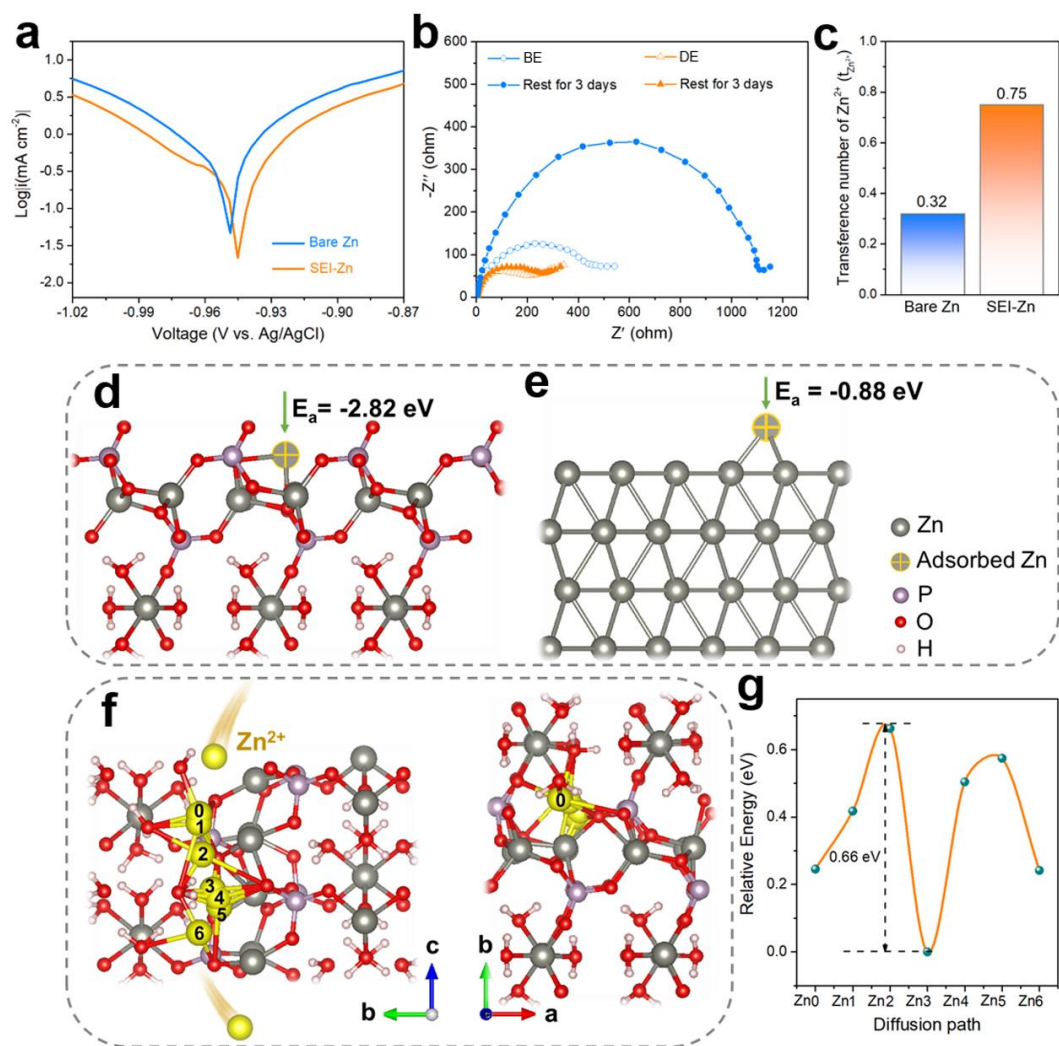 a
Log|i(mA cm⁻²)|
1.0
0.5
0.0
-0.5
-1.0
-1.5
-2.0
Bare Zn
SEI-Zn
-1.02 -0.99 -0.96 -0.93 -0.90 -0.87
Voltage (V vs. Ag/AgCl)
b
-Z′′ (ohm)
600
500
400
300
200
100
0
BE DE
Rest for 3 days Rest for 3 days
0 200 400 600 800 1000 1200
Z′ (ohm)
c
Transference number of Zn²⁺ (t_Zn²⁺)
1.0
0.8
0.6
0.4
0.2
0.0
0.32
0.75
Bare Zn SEI-Zn
d
Eₐ= -2.82 eV
e
Eₐ= -0.88 eV
Zn
Adsorbed Zn
P
O
H
f
Zn²⁺
0
1
2
3
4
5
6
c
b
0
b
a
g
Relative Energy (eV)
0.6
0.4
0.2
0.0
0.66 eV
Zn0 Zn1 Zn2 Zn3 Zn4 Zn5 Zn6
Diffusion path